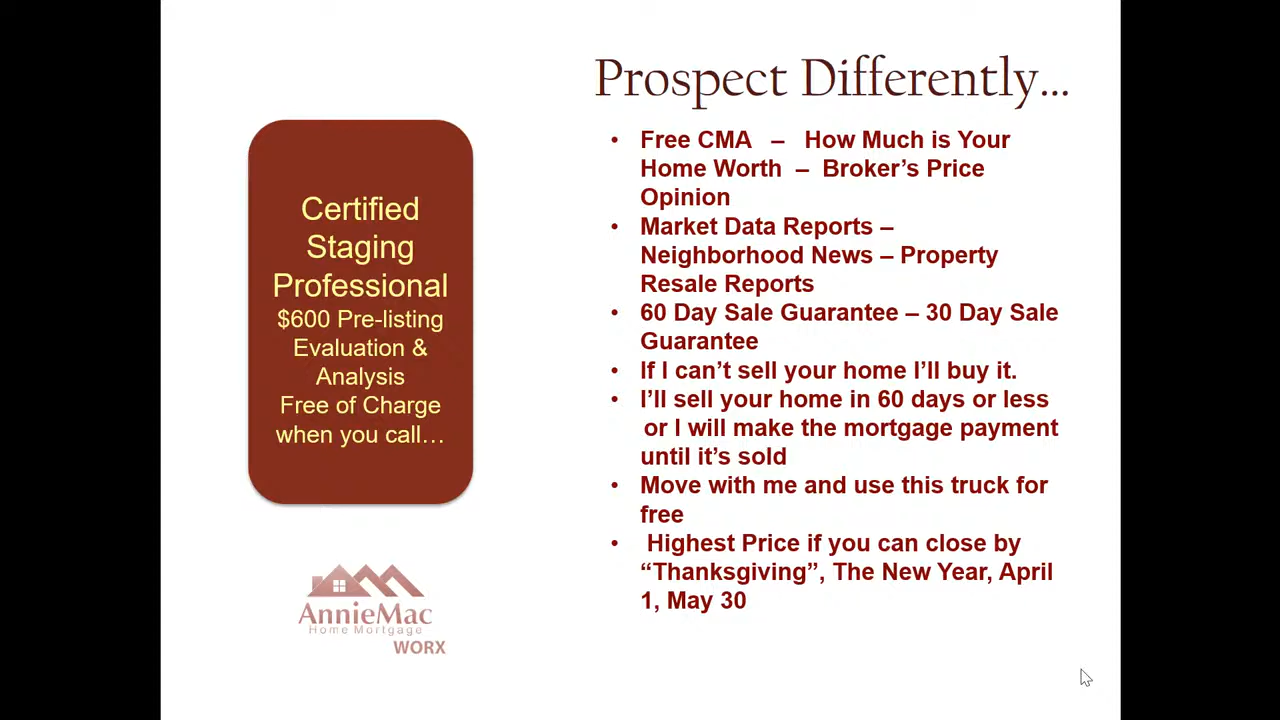 Prospect Differently...
Certified
Staging
Professional
$600 Pre-listing
Evaluation &
Analysis
Free of Charge
when you call…
• Free CMA – How Much is Your
Home Worth – Broker’s Price
Opinion
• Market Data Reports –
Neighborhood News – Property
Resale Reports
• 60 Day Sale Guarantee – 30 Day Sale
Guarantee
• If I can’t sell your home I’ll buy it.
• I’ll sell your home in 60 days or less
or I will make the mortgage payment
until it’s sold
• Move with me and use this truck for
free
• Highest Price if you can close by
“Thanksgiving”, The New Year, April
1, May 30
AnnieMac
Home Mortgage
WORX